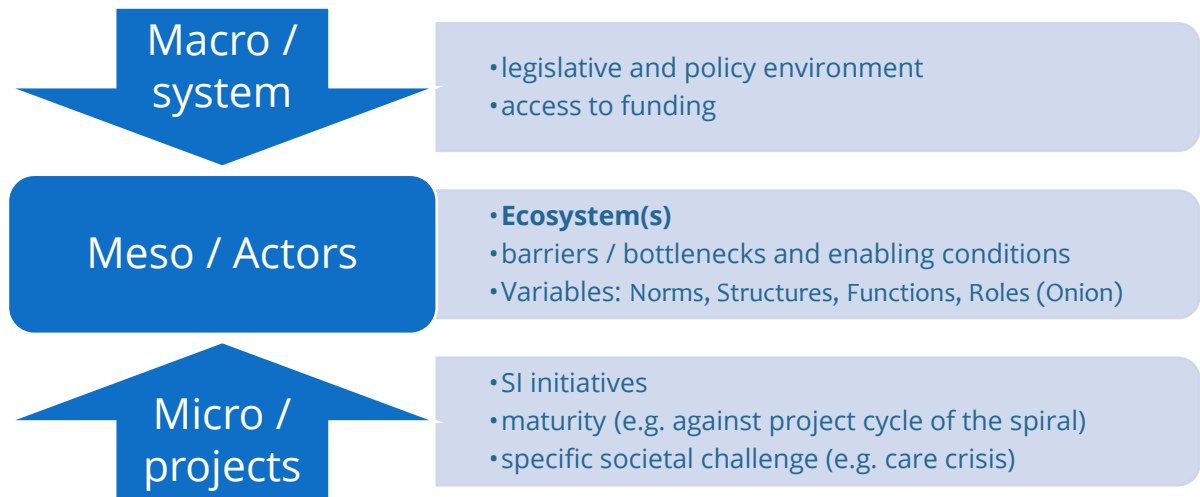 Macro /
system
•legislative and policy environment
•access to funding
Meso / Actors
•Ecosystem(s)
•barriers / bottlenecks and enabling conditions
•Variables: Norms, Structures, Functions, Roles (Onion)
Micro /
projects
•SI initiatives
•maturity (e.g. against project cycle of the spiral)
•specific societal challenge (e.g. care crisis)